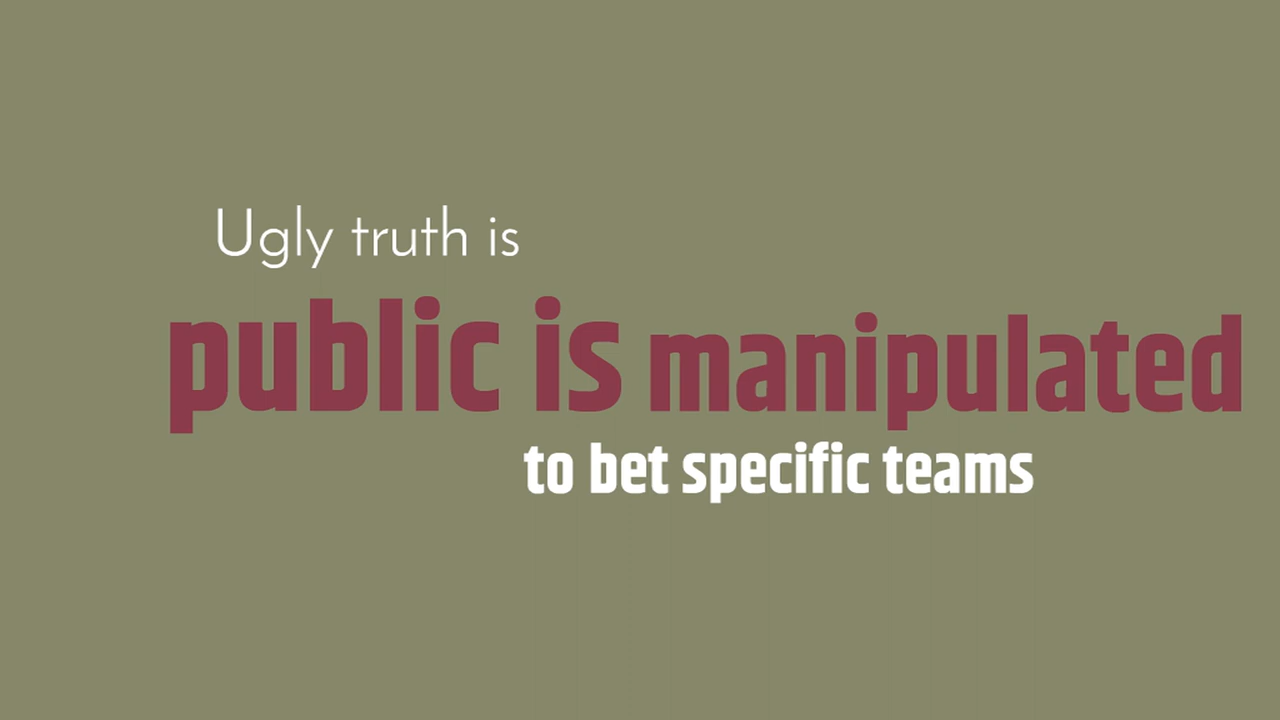 Ugly truth is
public is manipulated
to bet specific teams